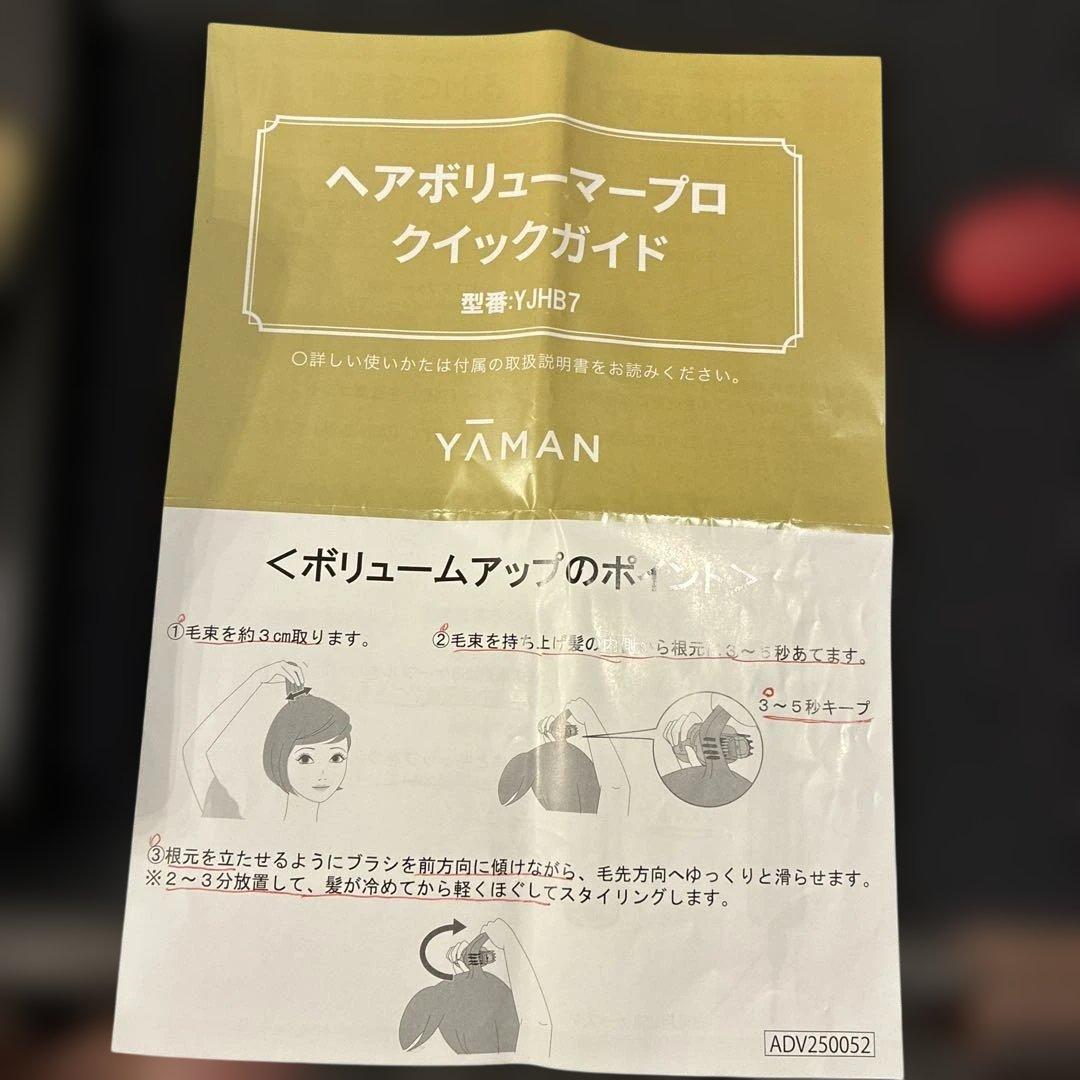 ヘアボリューマープロ
クイックガイド
型番:YJHB7
〇詳しい使いかたは付属の取扱説明書をお読みください。
YAMAN
<ボリュームアップのポイント>
①毛束を約3cm取ります。
②毛束を持ち上げ髪の内側から根元に3～5秒あてます。
3～5秒キープ
③根元を立たせるようにブラシを前方向に傾けながら、毛先方向へゆっくりと滑らせます。
※2～3分放置して、髪が冷めてから軽くほぐしてスタイリングします。
ADV250052